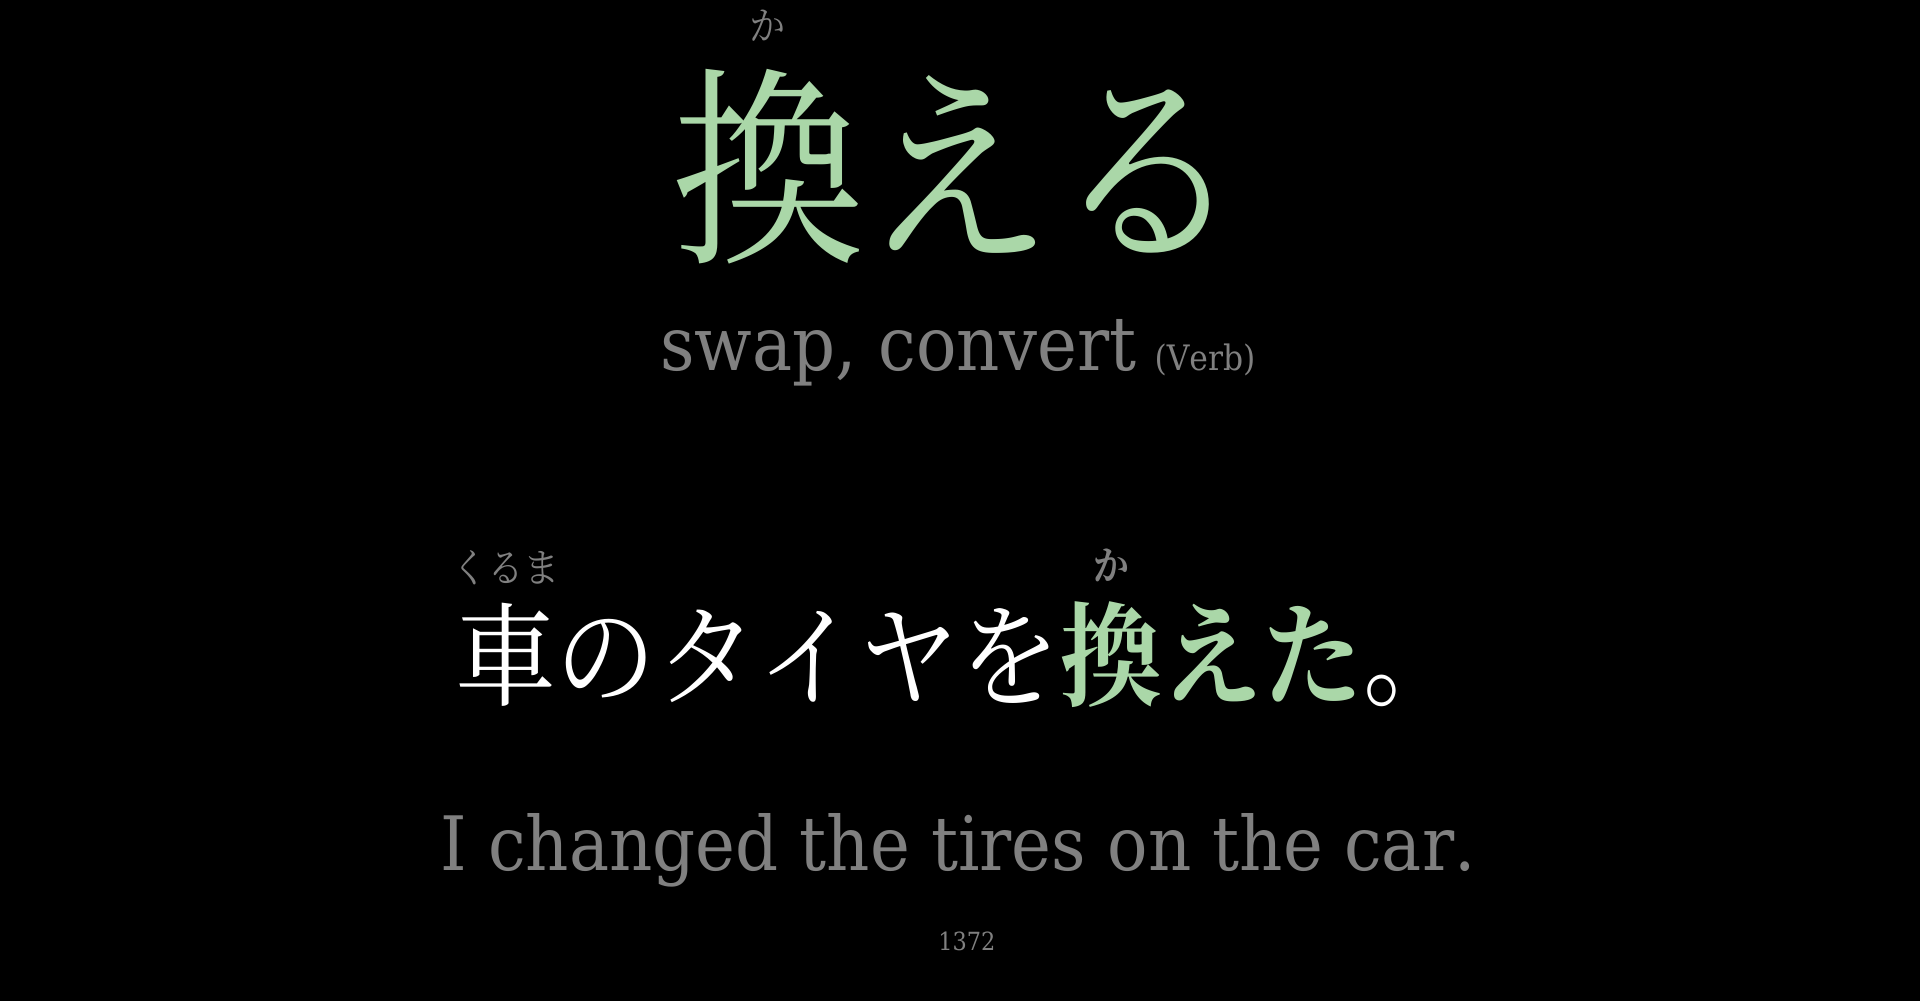 か
換える
swap, convert (Verb)
くるま か
車のタイヤを換えた。
I changed the tires on the car.
1372